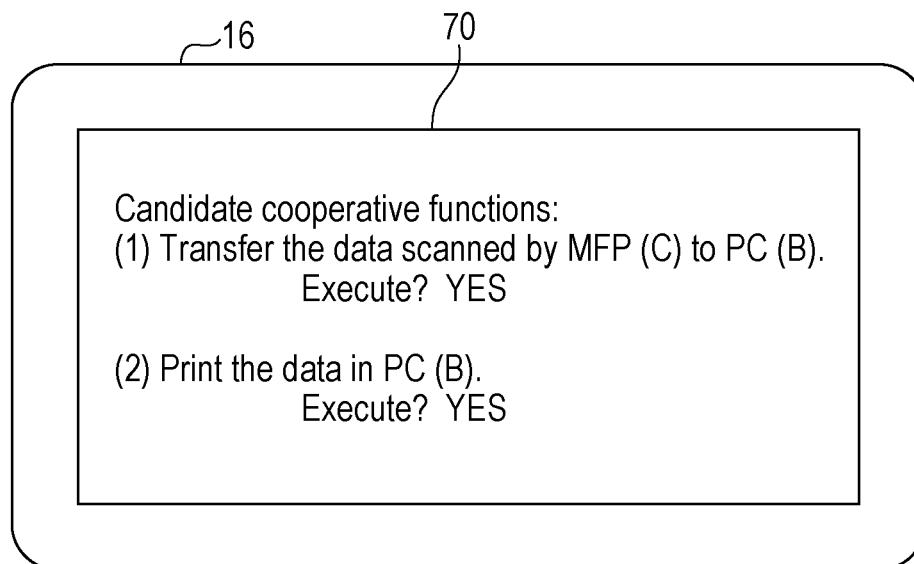 16
70
Candidate cooperative functions:
(1) Transfer the data scanned by MFP (C) to PC (B).
Execute? YES
(2) Print the data in PC (B).
Execute? YES